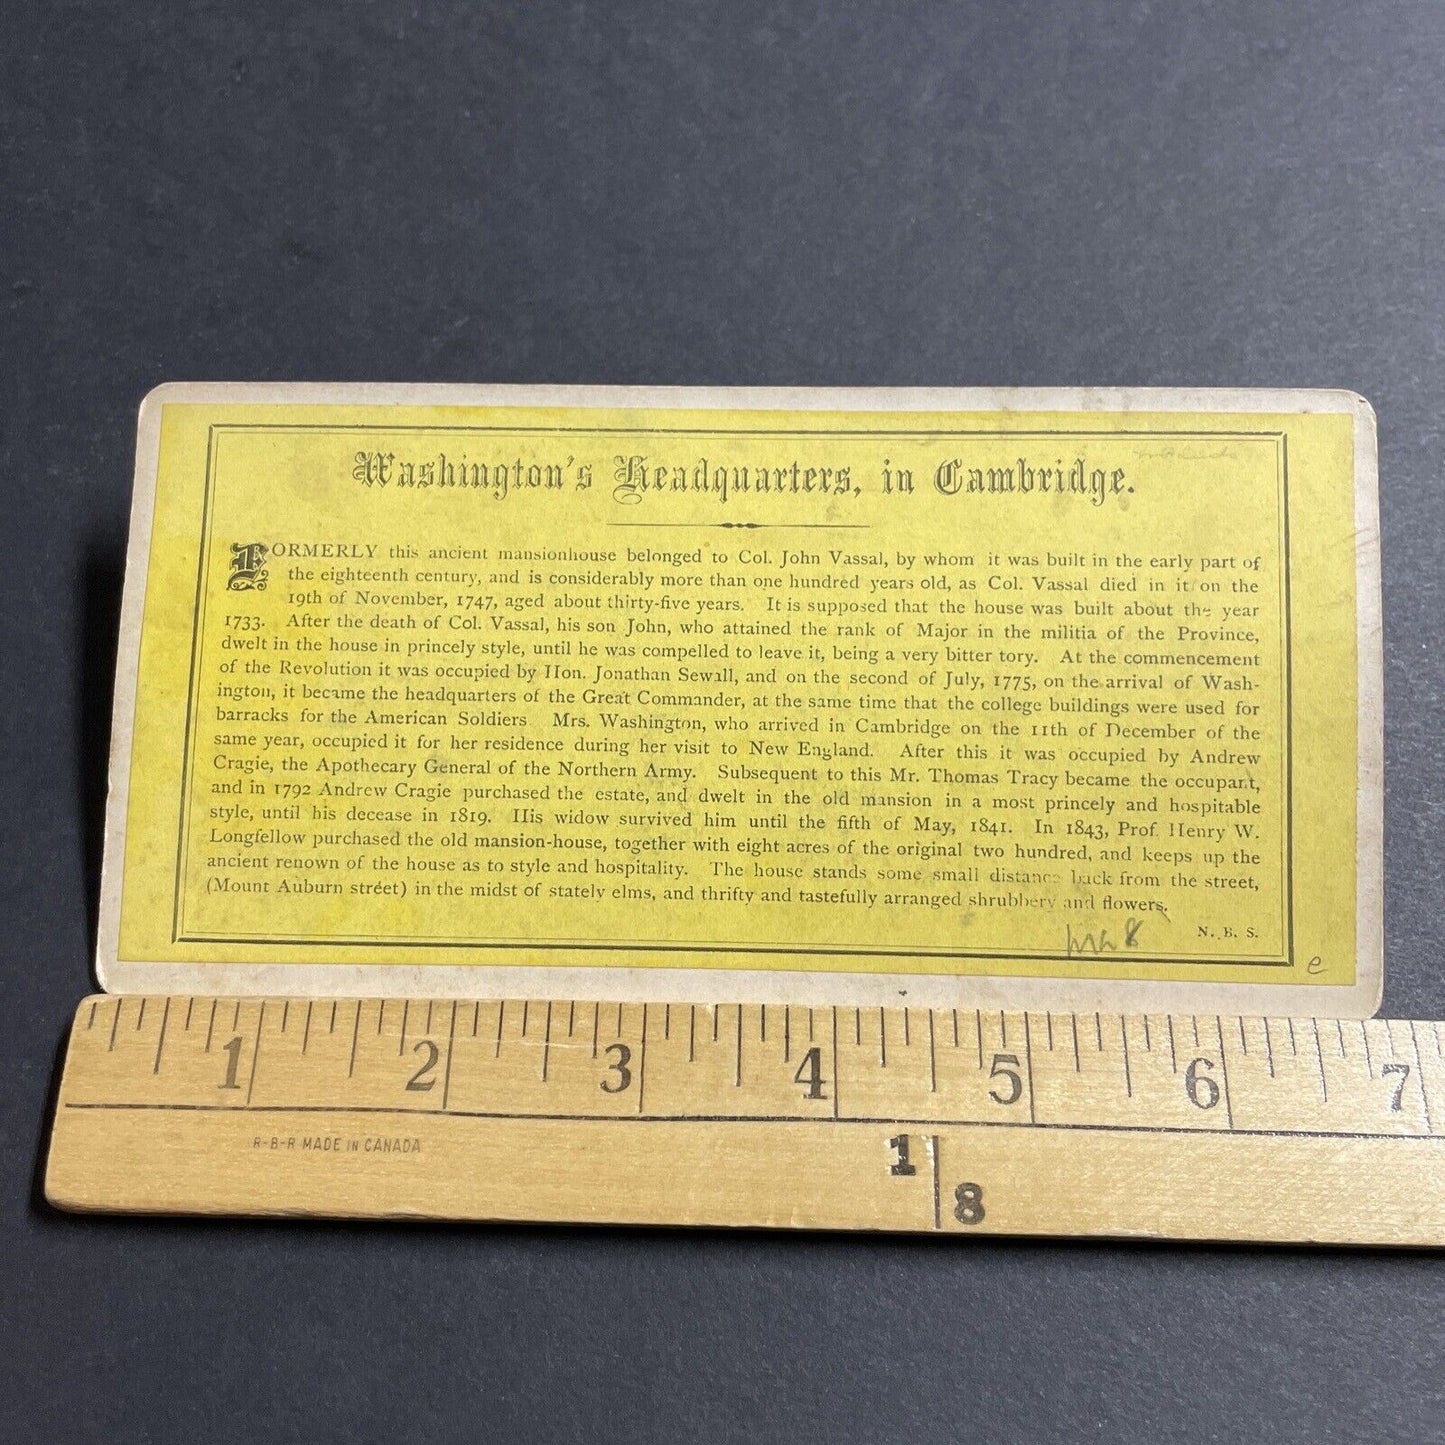 Washington's Headquarters, in Cambridge.
FORMERLY this ancient mansionhouse belonged to Col. John Vassal, by whom it was built in the early part of
the eighteenth century, and is considerably more than one hundred years old, as Col. Vassal died in it on the
19th of November, 1747, aged about thirty-five years. It is supposed that the house was built about the year
1733. After the death of Col. Vassal, his son John, who attained the rank of Major in the militia of the Province,
dwelt in the house in princely style, until he was compelled to leave it, being a very bitter tory. At the commencement
of the Revolution it was occupied by Hon. Jonathan Sewall, and on the second of July, 1775, on the arrival of Wash-
ington, it became the headquarters of the Great Commander, at the same time that the college buildings were used for
barracks for the American Soldiers Mrs. Washington, who arrived in Cambridge on the 11th of December of the
same year, occupied it for her residence during her visit to New England. After this it was occupied by Andrew
Cragie, the Apothecary General of the Northern Army. Subsequent to this Mr. Thomas Tracy became the occupant,
and in 1792 Andrew Cragie purchased the estate, and dwelt in the old mansion in a most princely and hospitable
style, until his decease in 1819. His widow survived him until the fifth of May, 1841. In 1843, Prof. Henry W.
Longfellow purchased the old mansion-house, together with eight acres of the original two hundred, and keeps up the
ancient renown of the house as to style and hospitality. The house stands some small distance back from the street,
(Mount Auburn street) in the midst of stately elms, and thrifty and tastefully arranged shrubbery and flowers.
N. B. S.
8
e
1 2 3 4 5 6 7
R-B-R MADE IN CANADA
1
8